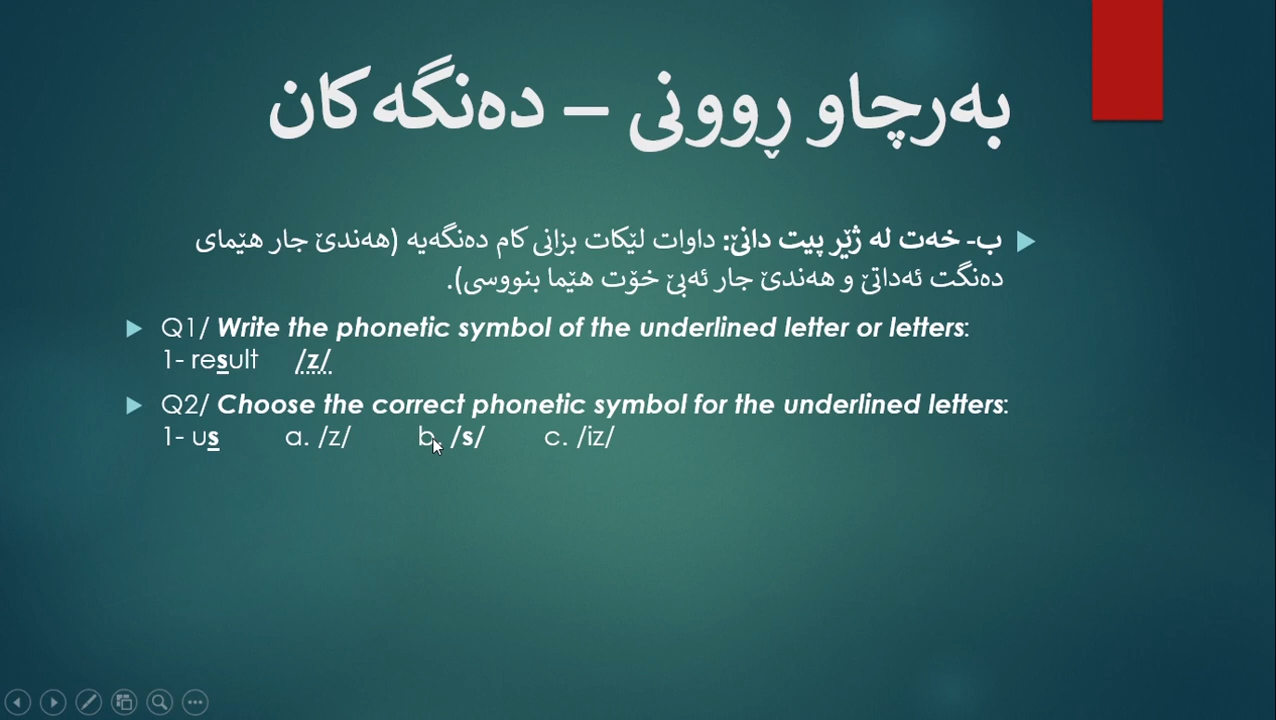 بەرچاو ڕوونی – دەنگەکان
ب- خەت لە ژێر پیت دانێ: داوات لێکات بزانی کام دەنگەیە (هەندێ جار هێمای
دەنگت ئەداتێ و هەندێ جار ئەبێ خۆت هێما بنووسی).
Q1/ Write the phonetic symbol of the underlined letter or letters:
1- result /z/
Q2/ Choose the correct phonetic symbol for the underlined letters:
1- us a. /z/ b. /s/ c. /iz/